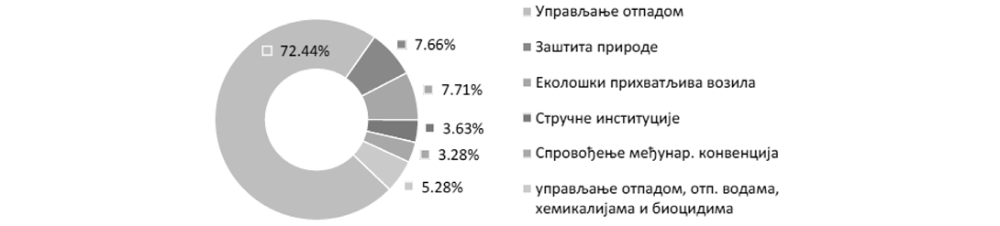 72.44%
7.66%
7.71%
3.63%
3.28%
5.28%
Управљање отпадом
Заштита природе
Еколошки прихватљива возила
Стручне институције
Спровођење међунар. конвенција
управљање отпадом, отп. водама,
хемикалијама и биоцидима